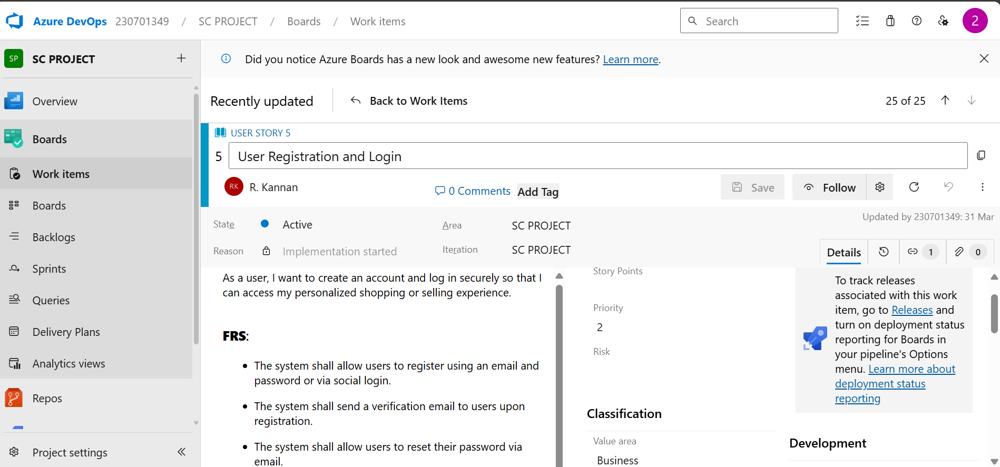 Azure DevOps 230701349 / SC PROJECT / Boards / Work items
Search
2
SP SC PROJECT
Did you notice Azure Boards has a new look and awesome new features? Learn more.
Overview
Boards
Work items
Boards
Backlogs
Sprints
Queries
Delivery Plans
Analytics views
Repos
Project settings
Recently updated
Back to Work Items
25 of 25
USER STORY 5
5 User Registration and Login
RK R. Kannan
0 Comments
Add Tag
Save
Follow
State Active
Area SC PROJECT
Updated by 230701349: 31 Mar
Reason Implementation started
Iteration SC PROJECT
Details
1
0
As a user, I want to create an account and log in securely so that I
can access my personalized shopping or selling experience.
FRS:
• The system shall allow users to register using an email and
password or via social login.
• The system shall send a verification email to users upon
registration.
• The system shall allow users to reset their password via
email.
Story Points
Priority
2
Risk
Classification
Value area
Business
To track releases
associated with this work
item, go to Releases and
turn on deployment status
reporting for Boards in
your pipeline's Options
menu. Learn more about
deployment status
reporting
Development